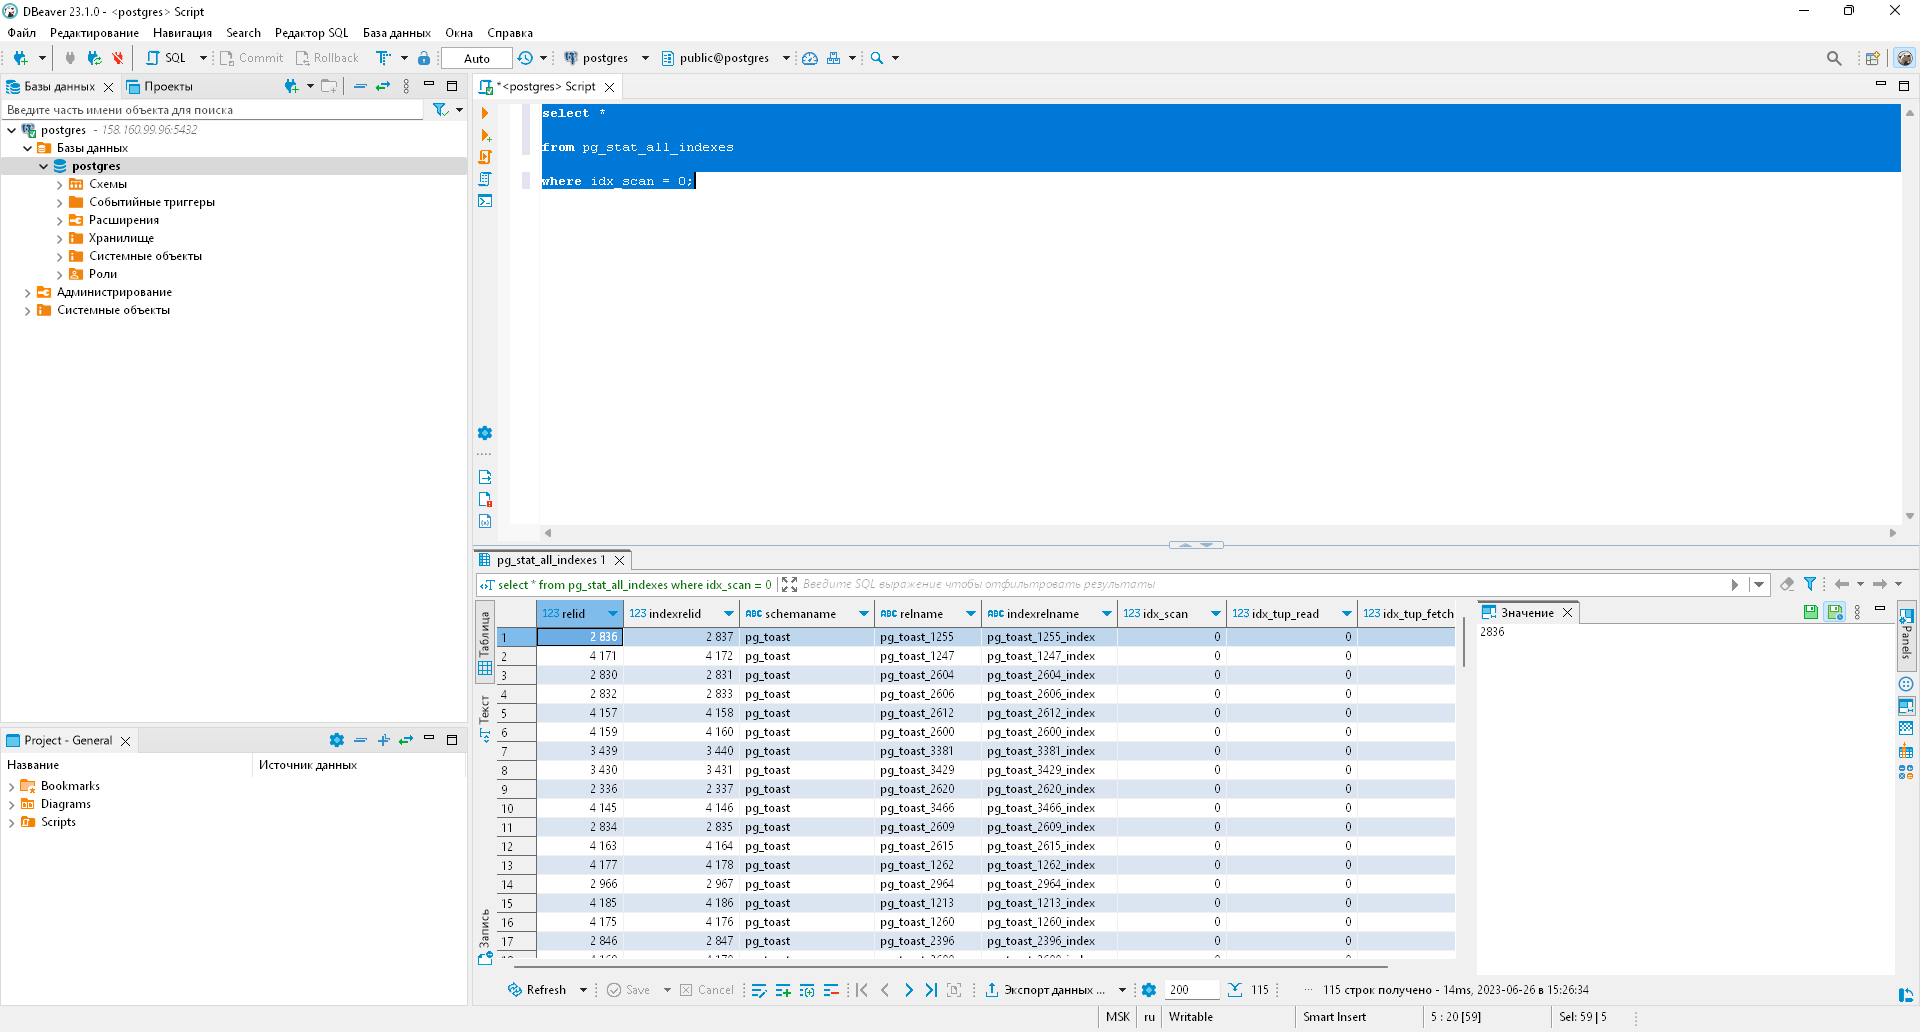 DBeaver 23.1.0 - <postgres> Script
Файл Редактирование Навигация Search Редактор SQL База данных Окна Справка
SQL Commit Rollback Auto postgres public@postgres
Базы данных Проекты
Введите часть имени объекта для поиска
postgres - 158.160.99.96:5432
Базы данных
postgres
Схемы
Событийные триггеры
Расширения
Хранилище
Системные объекты
Роли
Администрирование
Системные объекты
*<postgres> Script
select *
from pg_stat_all_indexes
where idx_scan = 0;
Project - General
Название Источник данных
Bookmarks
Diagrams
Scripts
pg_stat_all_indexes 1
select * from pg_stat_all_indexes where idx_scan = 0 Введите SQL выражение чтобы отфильтровать результаты
Таблица
Текст
Запись
123 relid 123 indexrelid ABC schemaname ABC relname ABC indexrelname 123 idx_scan 123 idx_tup_read 123 idx_tup_fetch
1 2 836 2 837 pg_toast pg_toast_1255 pg_toast_1255_index 0 0
2 4 171 4 172 pg_toast pg_toast_1247 pg_toast_1247_index 0 0
3 2 830 2 831 pg_toast pg_toast_2604 pg_toast_2604_index 0 0
4 2 832 2 833 pg_toast pg_toast_2606 pg_toast_2606_index 0 0
5 4 157 4 158 pg_toast pg_toast_2612 pg_toast_2612_index 0 0
6 4 159 4 160 pg_toast pg_toast_2600 pg_toast_2600_index 0 0
7 3 439 3 440 pg_toast pg_toast_3381 pg_toast_3381_index 0 0
8 3 430 3 431 pg_toast pg_toast_3429 pg_toast_3429_index 0 0
9 2 336 2 337 pg_toast pg_toast_2620 pg_toast_2620_index 0 0
10 4 145 4 146 pg_toast pg_toast_3466 pg_toast_3466_index 0 0
11 2 834 2 835 pg_toast pg_toast_2609 pg_toast_2609_index 0 0
12 4 163 4 164 pg_toast pg_toast_2615 pg_toast_2615_index 0 0
13 4 177 4 178 pg_toast pg_toast_1262 pg_toast_1262_index 0 0
14 2 966 2 967 pg_toast pg_toast_2964 pg_toast_2964_index 0 0
15 4 185 4 186 pg_toast pg_toast_1213 pg_toast_1213_index 0 0
16 4 175 4 176 pg_toast pg_toast_1260 pg_toast_1260_index 0 0
17 2 846 2 847 pg_toast pg_toast_2396 pg_toast_2396_index 0 0
Значение
2836
Panels
Refresh Save Cancel Экспорт данных ... 200 115 ··· 115 строк получено - 14ms, 2023-06-26 в 15:26:34
MSK ru Writable Smart Insert 5 : 20 [59] Sel: 59 | 5